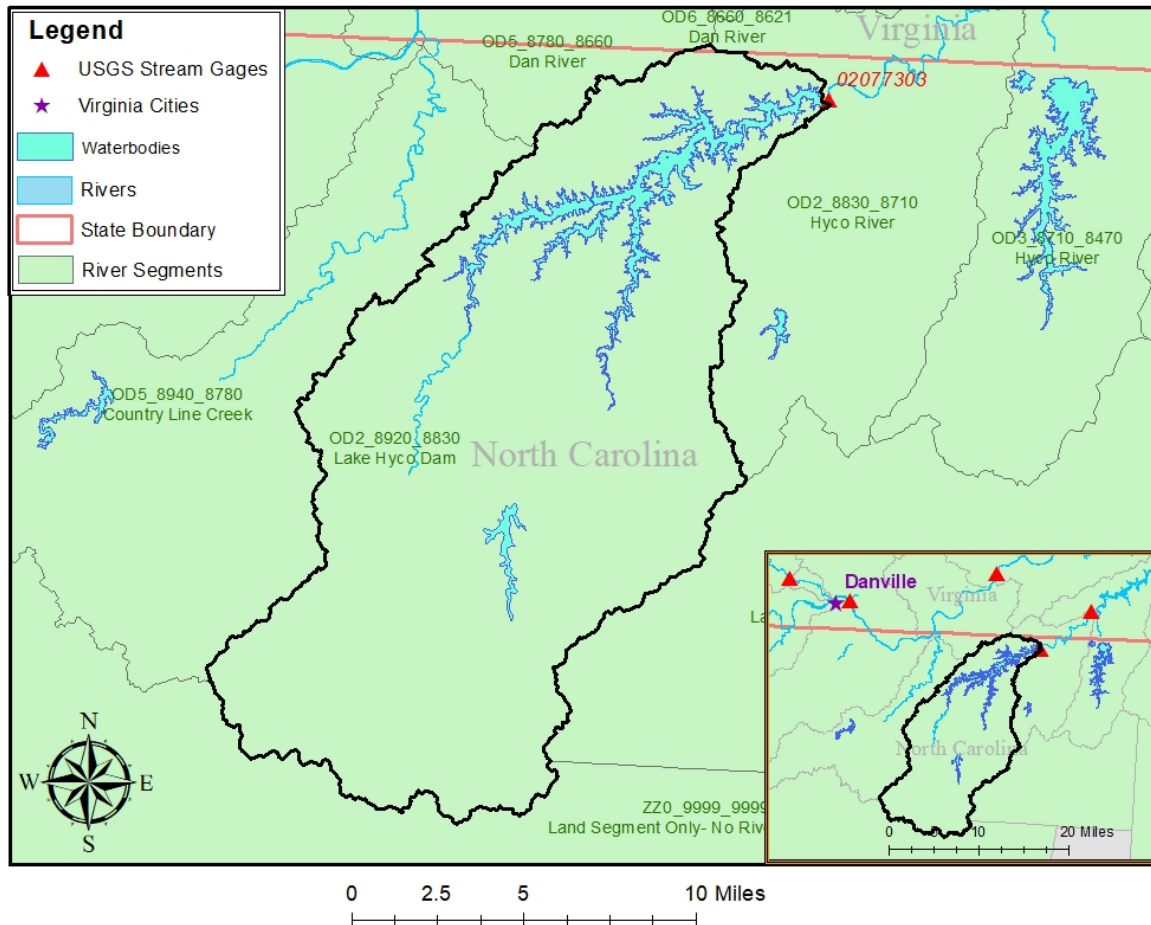 Legend
USGS Stream Gages
Virginia Cities
Waterbodies
Rivers
State Boundary
River Segments
OD6_8660_8621
Dan River
Virginia
OD5_8780_8660
Dan River
02077303
OD2_8830_8710
Hyco River
OD3_8710_8470
Hyco River
OD5_8940_8780
Country Line Creek
OD2_8920_8830
Lake Hyco Dam
North Carolina
N
W E
S
ZZ0_9999_9999
Land Segment Only- No Riv
La
Danville
Virginia
North Carolina
0 10 20 Miles
0 2.5 5 10 Miles